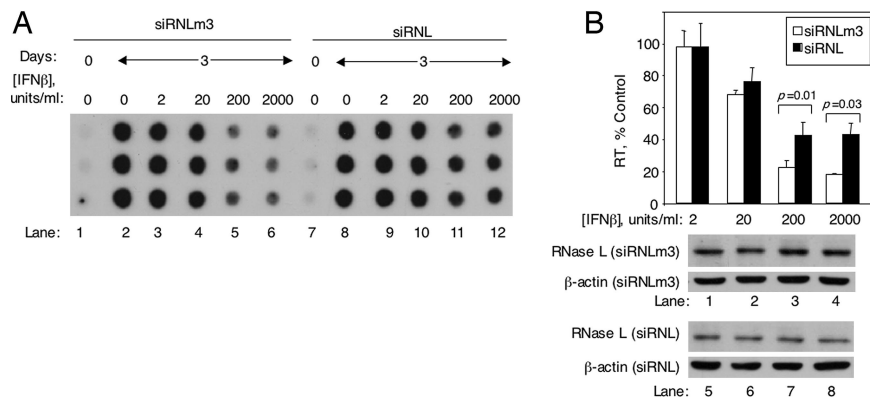 A
siRNLm3 siRNL
Days: 0 3 0 3
[IFNβ],
units/ml: 0 0 2 20 200 2000 0 0 2 20 200 2000
Lane: 1 2 3 4 5 6 7 8 9 10 11 12
B
siRNLm3
siRNL
RT, % Control
100
80
60
40
20
0
p=0.01
p=0.03
[IFNβ], units/ml: 2 20 200 2000
RNase L (siRNLm3)
β-actin (siRNLm3)
Lane: 1 2 3 4
RNase L (siRNL)
β-actin (siRNL)
Lane: 5 6 7 8